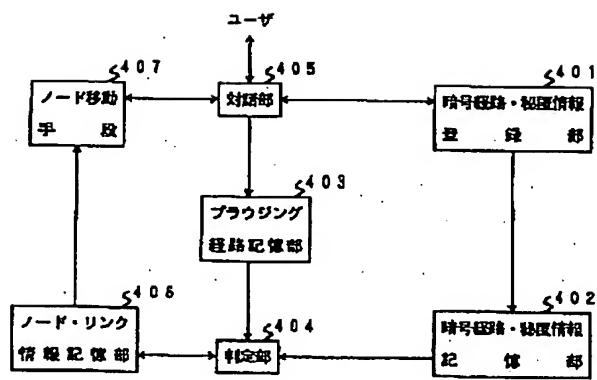 ユーザ
407
ノード移動
手段
405
対話部
401
暗号経路・秘匿情報
登録部
403
ブラウジング
経路記憶部
406
ノード・リンク
情報記憶部
404
判定部
402
暗号経路・秘匿情報
記憶部